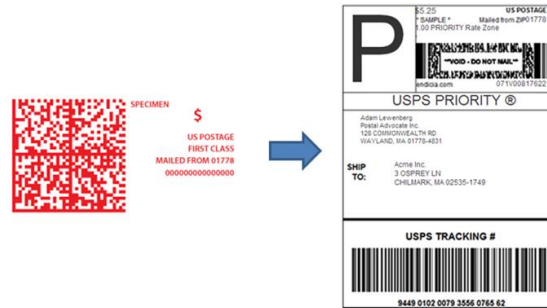 SPECIMEN
$
US POSTAGE
FIRST CLASS
MAILED FROM 01778
000000000000000
P
$5.25 US POSTAGE
* SAMPLE * Mailed from ZIP 01778
1.00 PRIORITY Rate Zone
**VOID - DO NOT MAIL**
endicia.com 071V00817622
USPS PRIORITY ®
Adam Lewenberg
Postal Advocate Inc.
128 COMMONWEALTH RD
WAYLAND, MA 01778-4831
SHIP TO:
Acme Inc.
3 OSPREY LN
CHILMARK, MA 02535-1749
USPS TRACKING #
9449 0102 0079 3556 0765 62